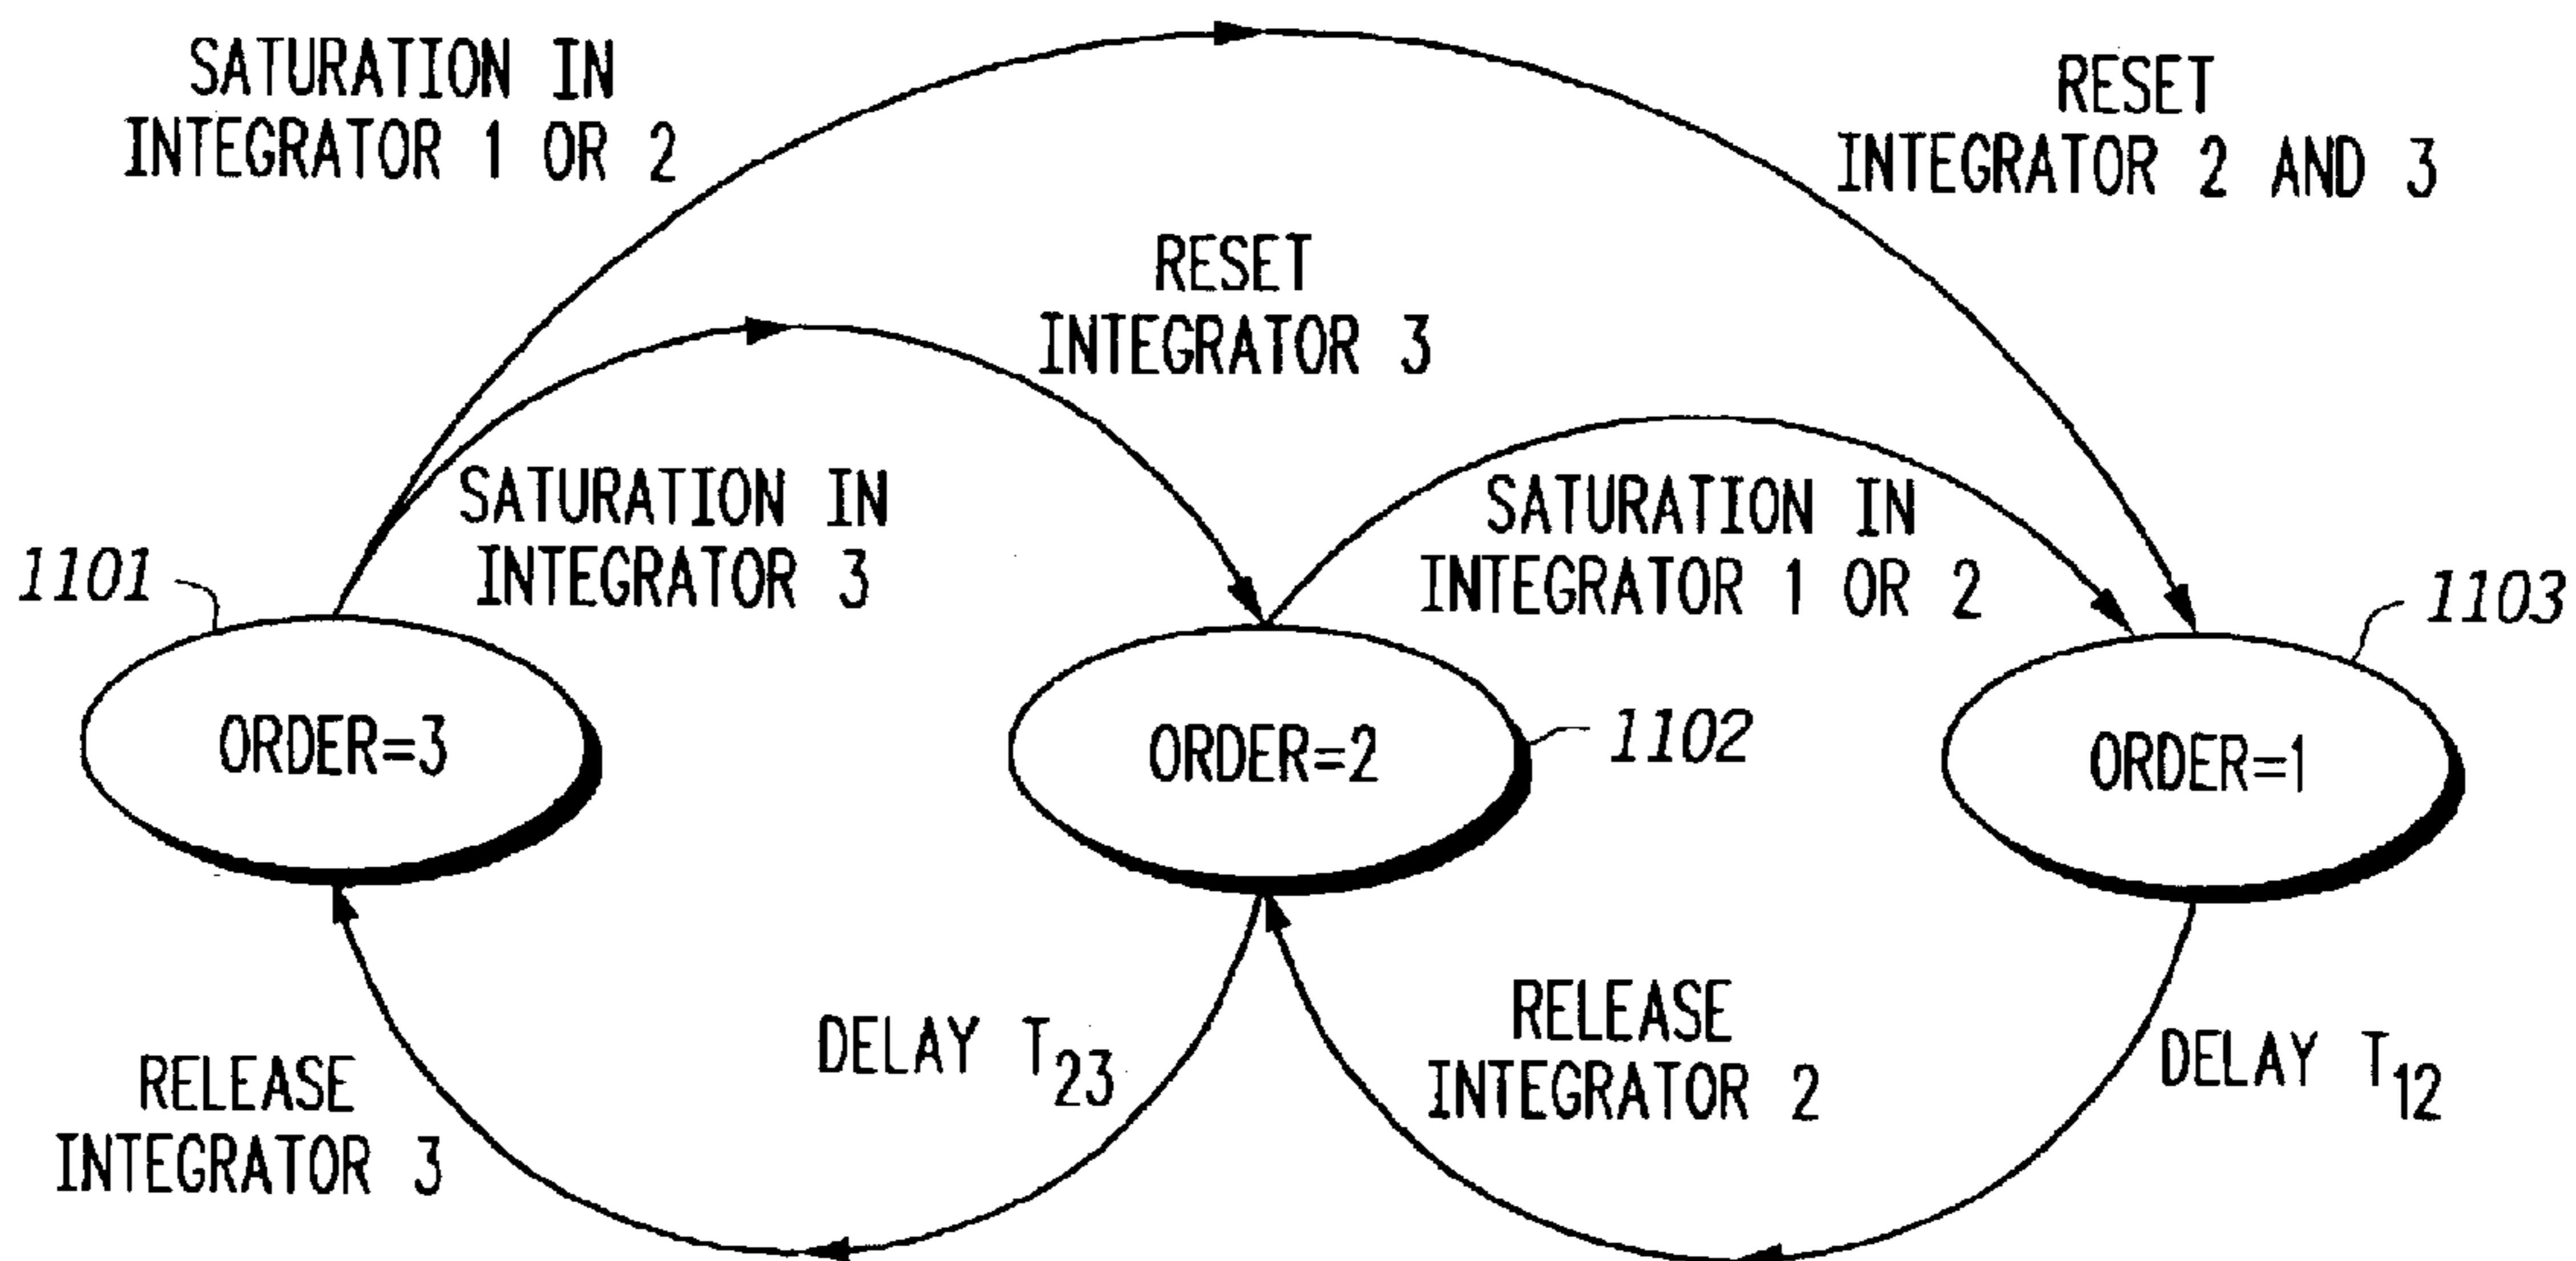 SATURATION IN
INTEGRATOR 1 OR 2
RESET
INTEGRATOR 2 AND 3
RESET
INTEGRATOR 3
SATURATION IN
INTEGRATOR 3
SATURATION IN
INTEGRATOR 1 OR 2
1101
1103
ORDER=3
ORDER=2
1102
ORDER=1
RELEASE
INTEGRATOR 3
DELAY T23
RELEASE
INTEGRATOR 2
DELAY T12